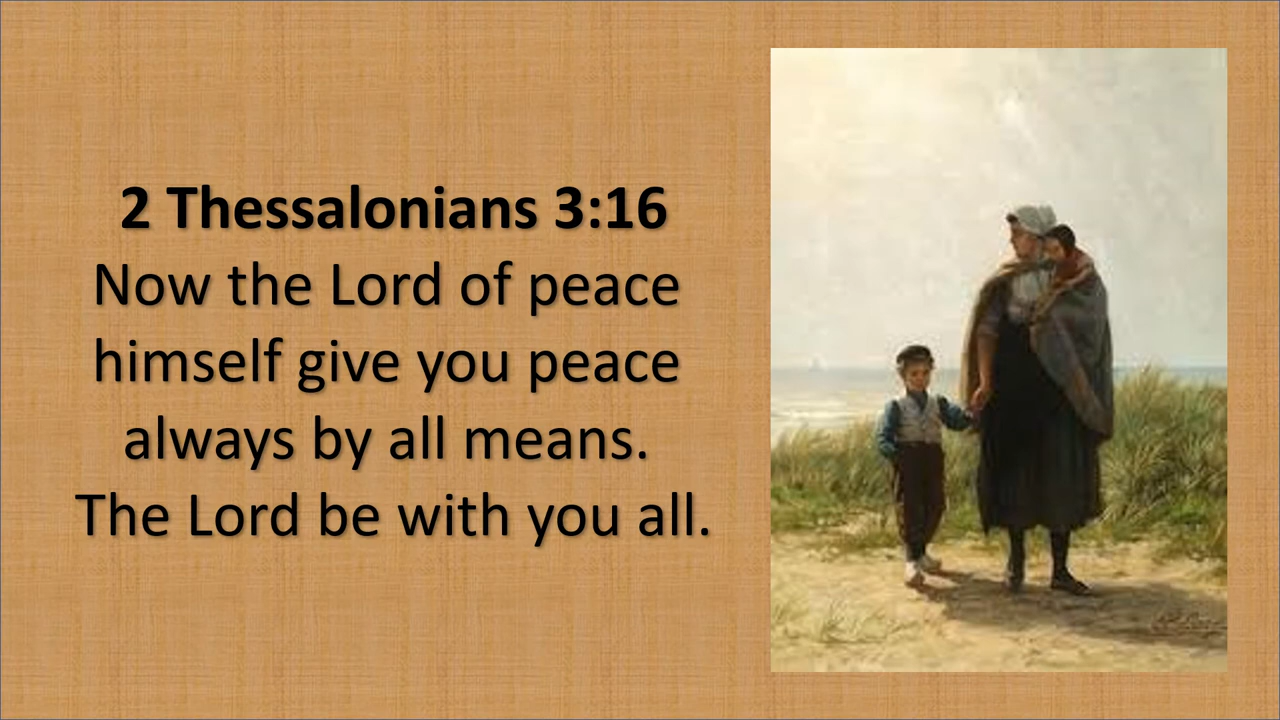 2 Thessalonians 3:16
Now the Lord of peace
himself give you peace
always by all means.
The Lord be with you all.